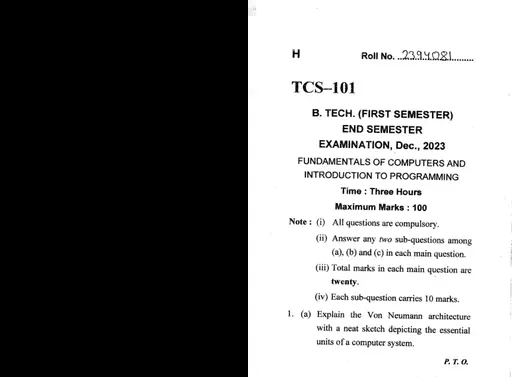 H Roll No. ..2394081..........
TCS–101
B. TECH. (FIRST SEMESTER)
END SEMESTER
EXAMINATION, Dec., 2023
FUNDAMENTALS OF COMPUTERS AND
INTRODUCTION TO PROGRAMMING
Time : Three Hours
Maximum Marks : 100
Note : (i) All questions are compulsory.
(ii) Answer any two sub-questions among
(a), (b) and (c) in each main question.
(iii) Total marks in each main question are
twenty.
(iv) Each sub-question carries 10 marks.
1. (a) Explain the Von Neumann architecture
with a neat sketch depicting the essential
units of a computer system.
P. T. O.